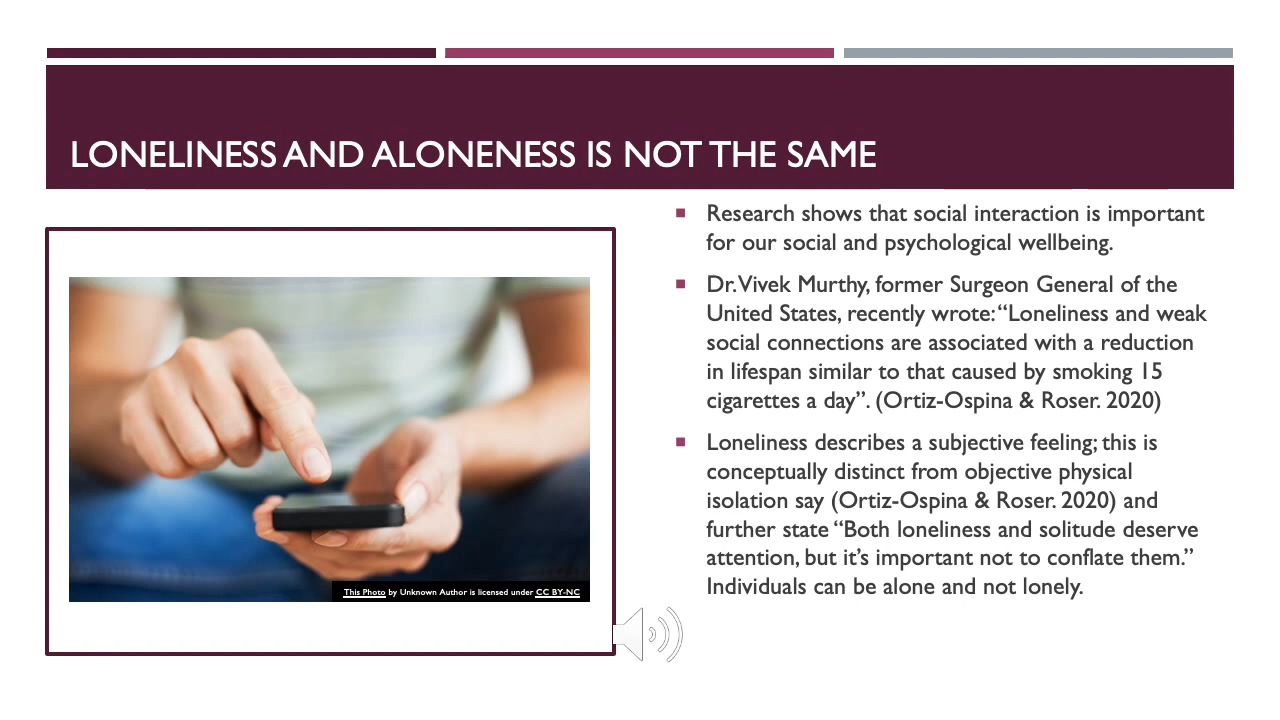 LONELINESS AND ALONENESS IS NOT THE SAME
Research shows that social interaction is important
for our social and psychological wellbeing.
Dr. Vivek Murthy, former Surgeon General of the
United States, recently wrote: “Loneliness and weak
social connections are associated with a reduction
in lifespan similar to that caused by smoking 15
cigarettes a day”. (Ortiz-Ospina & Roser. 2020)
Loneliness describes a subjective feeling; this is
conceptually distinct from objective physical
isolation say (Ortiz-Ospina & Roser. 2020) and
further state “Both loneliness and solitude deserve
attention, but it’s important not to conflate them.”
Individuals can be alone and not lonely.
This Photo by Unknown Author is licensed under CC BY-NC